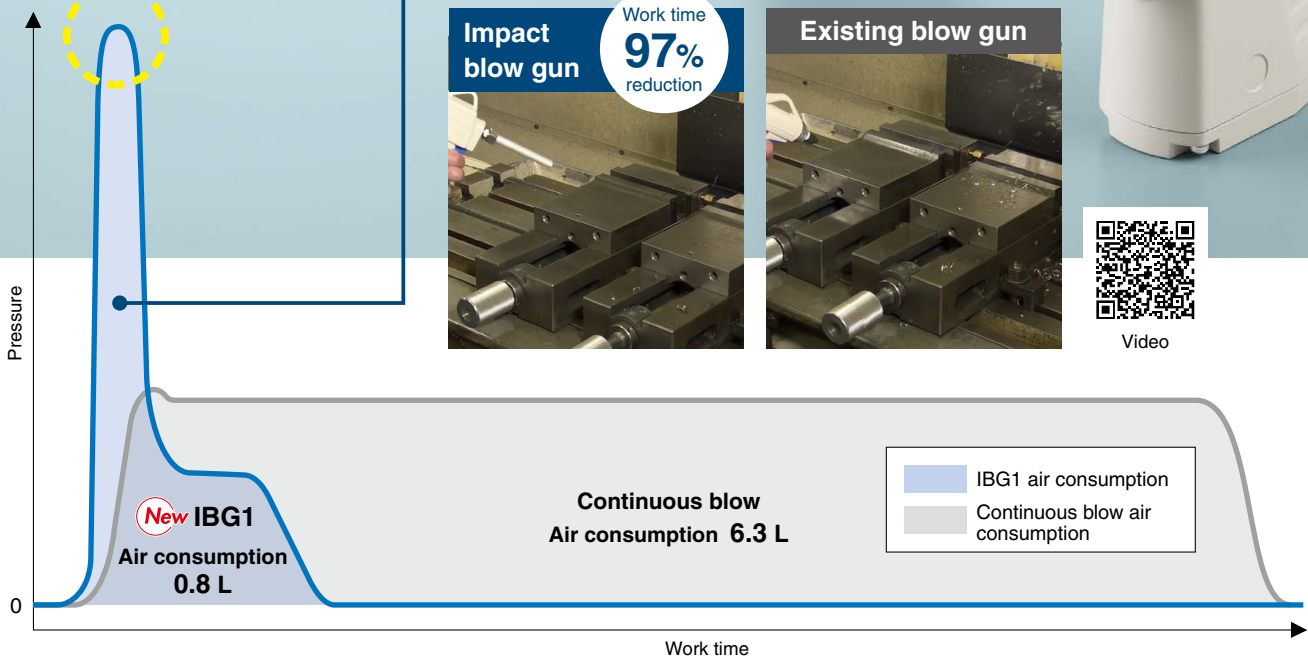 Impact
blow gun
Work time
97%
reduction
Existing blow gun
Video
Pressure
New IBG1
Air consumption
0.8 L
Continuous blow
Air consumption 6.3 L
IBG1 air consumption
Continuous blow air
consumption
0
Work time